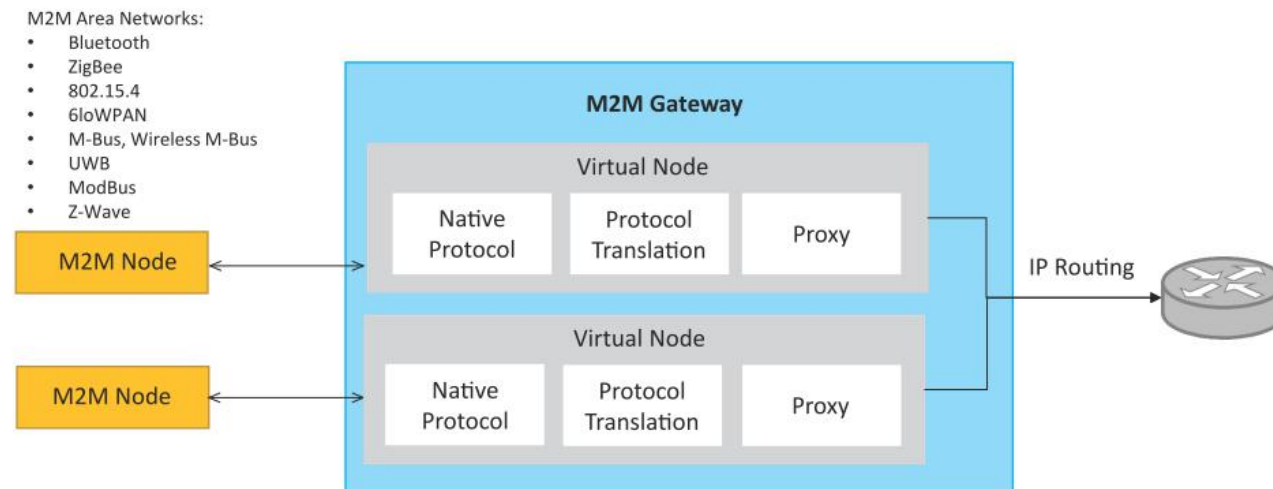 M2M Area Networks:
• Bluetooth
• ZigBee
• 802.15.4
• 6loWPAN
• M-Bus, Wireless M-Bus
• UWB
• ModBus
• Z-Wave
M2M Gateway
Virtual Node
Native
Protocol
Protocol
Translation
Proxy
M2M Node
IP Routing
Virtual Node
Native
Protocol
Protocol
Translation
Proxy
M2M Node